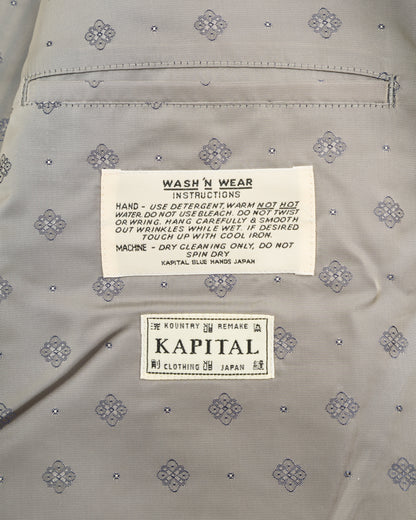 WASH 'N WEAR
INSTRUCTIONS
HAND - USE DETERGENT, WARM NOT HOT
WATER. DO NOT USE BLEACH. DO NOT TWIST
OR WRING. HANG CAREFULLY & SMOOTH
OUT WRINKLES WHILE WET. IF DESIRED
TOUCH UP WITH COOL IRON.
MACHINE - DRY CLEANING ONLY, DO NOT
SPIN DRY
KAPITAL BLUE HANDS JAPAN
KOUNTRY REMAKE
KAPITAL
CLOTHING JAPAN